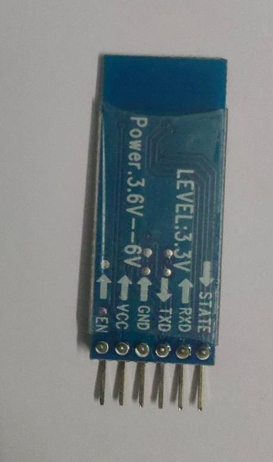 Power.3.6V--6V
LEVEL:3.3V
EN
VCC
GND
TXD
RXD
STATE